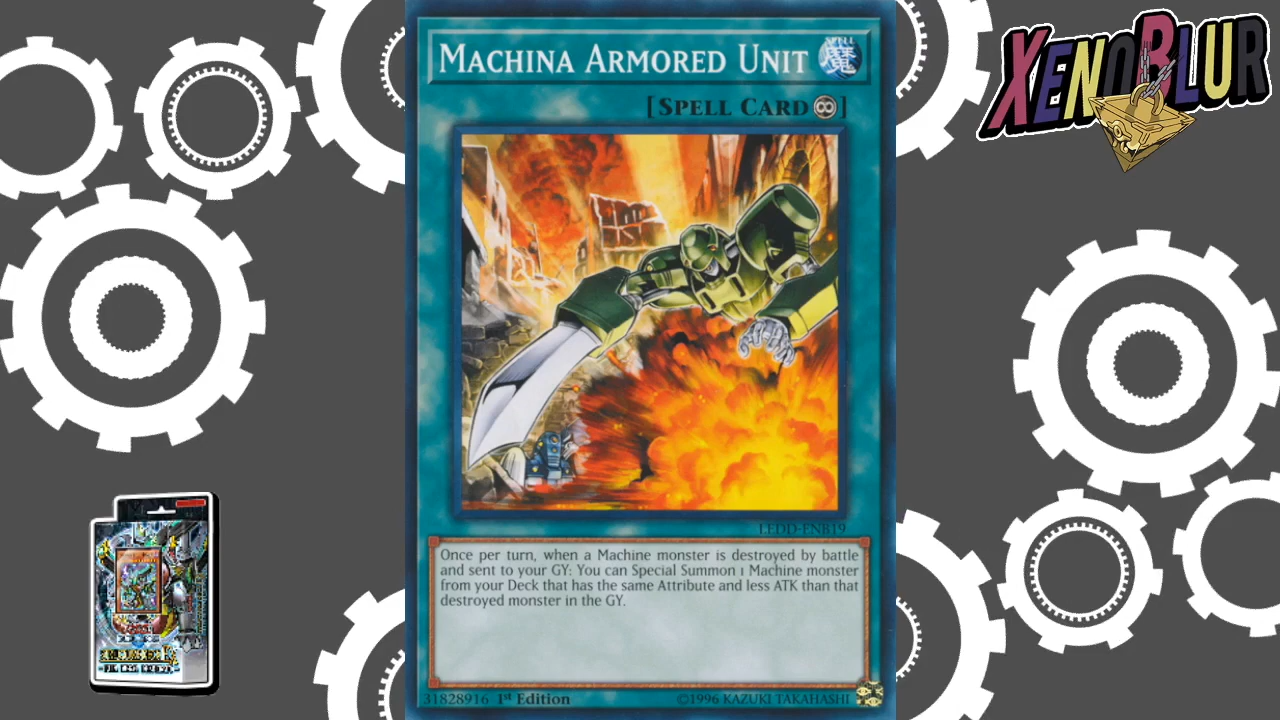 XENOBLUR
MACHINA ARMORED UNIT
SPELL
魔
[SPELL CARD]
LEDD-ENB19
Once per turn, when a Machine monster is destroyed by battle
and sent to your GY: You can Special Summon 1 Machine monster
from your Deck that has the same Attribute and less ATK than that
destroyed monster in the GY.
31828916 1st Edition ©1996 KAZUKI TAKAHASHI